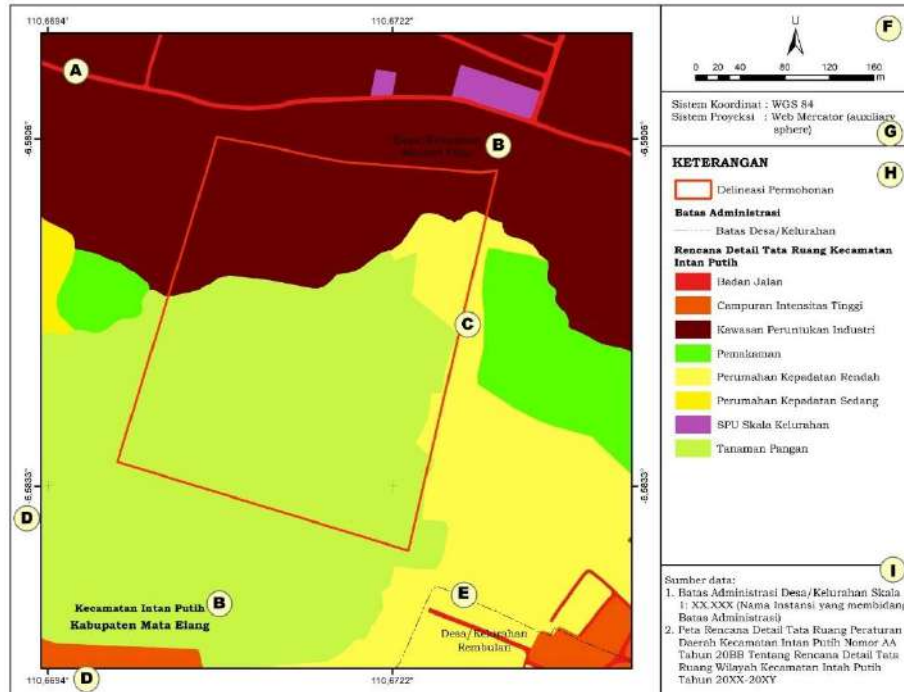 110,6694° 110,6722°
A
B
-6,5806° -6,5806°
C
-6,5833° -6,5833°
D
Kecamatan Intan Putih B
Kabupaten Mata Elang
E
Desa/Kelurahan
Rembulan
110,6694° D 110,6722°
U F
0 20 40 80 120 160
m
Sistem Koordinat : WGS 84
Sistem Proyeksi : Web Mercator (auxiliary
sphere) G
KETERANGAN H
Delineasi Permohonan
Batas Administrasi
Batas Desa/Kelurahan
Rencana Detail Tata Ruang Kecamatan
Intan Putih
Badan Jalan
Campuran Intensitas Tinggi
Kawasan Peruntukan Industri
Pemakaman
Perumahan Kepadatan Rendah
Perumahan Kepadatan Sedang
SPU Skala Kelurahan
Tanaman Pangan
I
Sumber data:
1. Batas Administrasi Desa/Kelurahan Skala
1: XX.XXX (Nama Instansi yang membidang
Batas Administrasi)
2. Peta Rencana Detail Tata Ruang Peraturan
Daerah Kecamatan Intan Putih Nomor AA
Tahun 20BB Tentang Rencana Detail Tata
Ruang Wilayah Kecamatan Intah Putih
Tahun 20XX-20XY